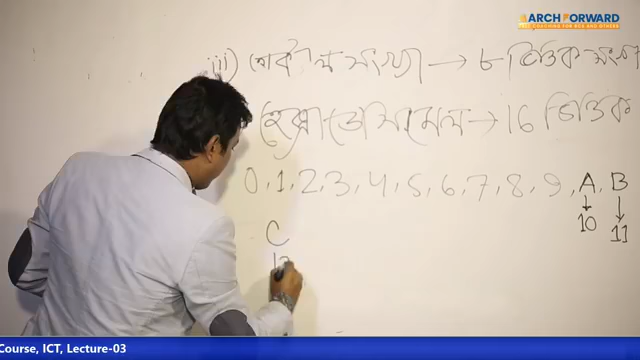 ARCH FORWARD
iii) অক্টাল সংখ্যা → ৮ ভিত্তিক সংখ্যা
হেক্সাডেসিমেল → 16 ভিত্তিক
0, 1, 2, 3, 4, 5, 6, 7, 8, 9, A, B
↓ 10 ↓ 11
C
Course, ICT, Lecture-03